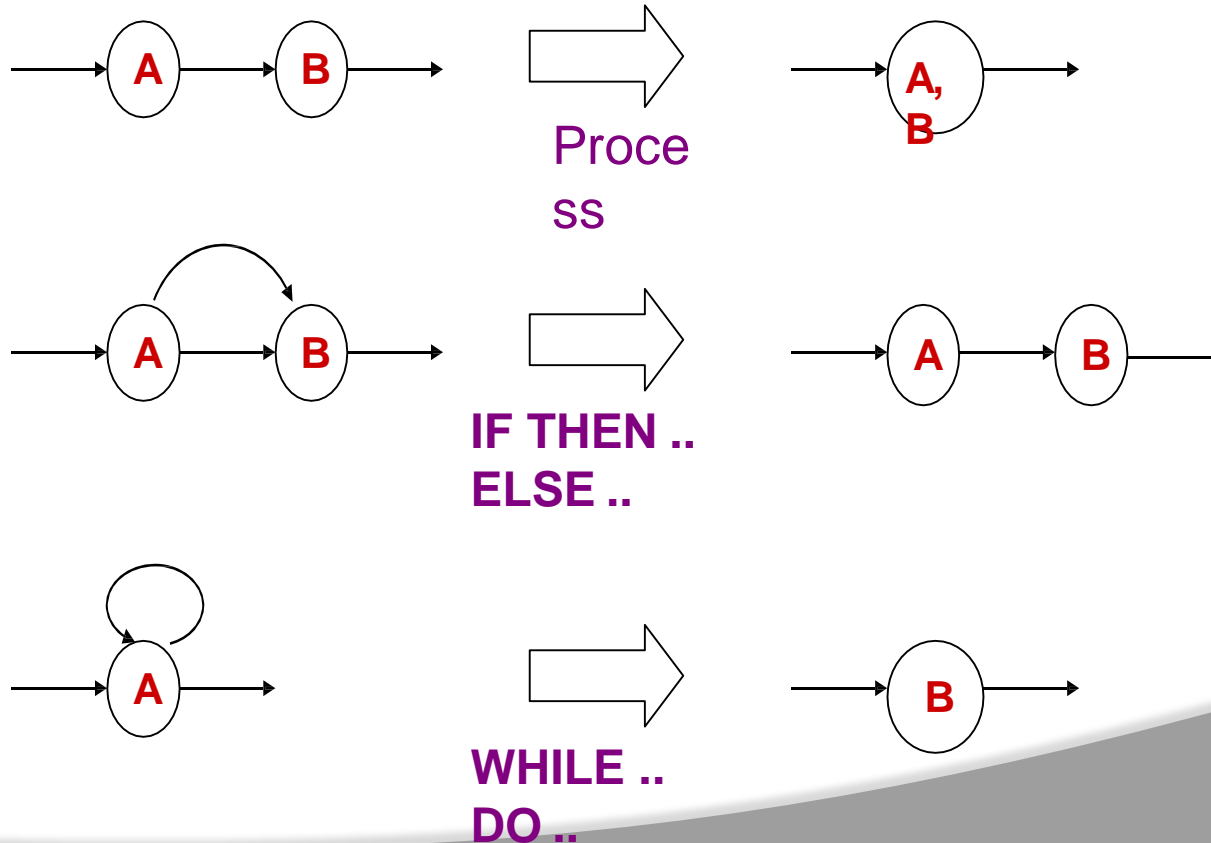 A B A,
B
Proce
ss
A B A B
IF THEN ..
ELSE ..
A B
WHILE ..
DO ..